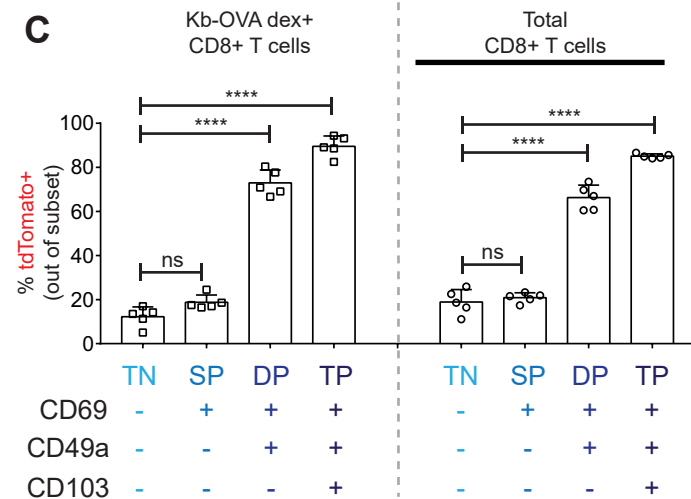 C
Kb-OVA dex+
CD8+ T cells
Total
CD8+ T cells
% tdTomato+
(out of subset)
100
80
60
40
20
0
****
****
ns
****
****
ns
TN SP DP TP TN SP DP TP
CD69 - + + + - + + +
CD49a - - + + - - + +
CD103 - - - + - - - +